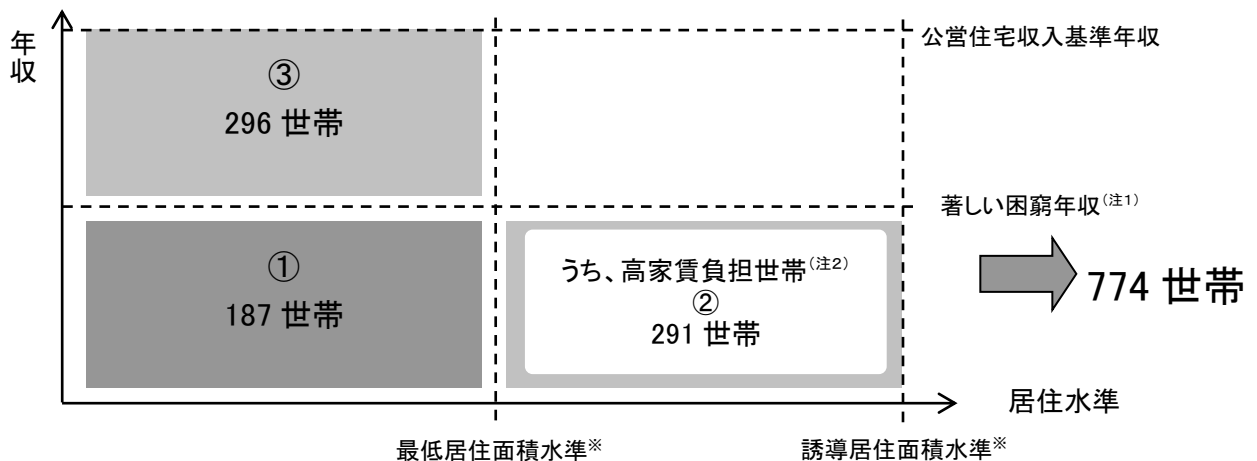 年収
公営住宅収入基準年収
③
296 世帯
著しい困窮年収(注1)
①
187 世帯
うち、高家賃負担世帯(注2)
②
291 世帯
774 世帯
居住水準
最低居住面積水準※
誘導居住面積水準※